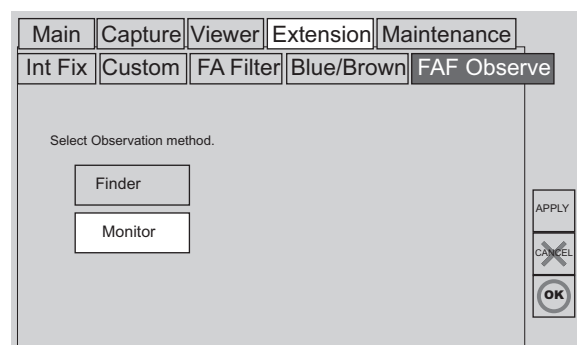 Main Capture Viewer Extension Maintenance
Int Fix Custom FA Filter Blue/Brown FAF Observe
Select Observation method.
Finder
Monitor
APPLY
CANCEL
OK